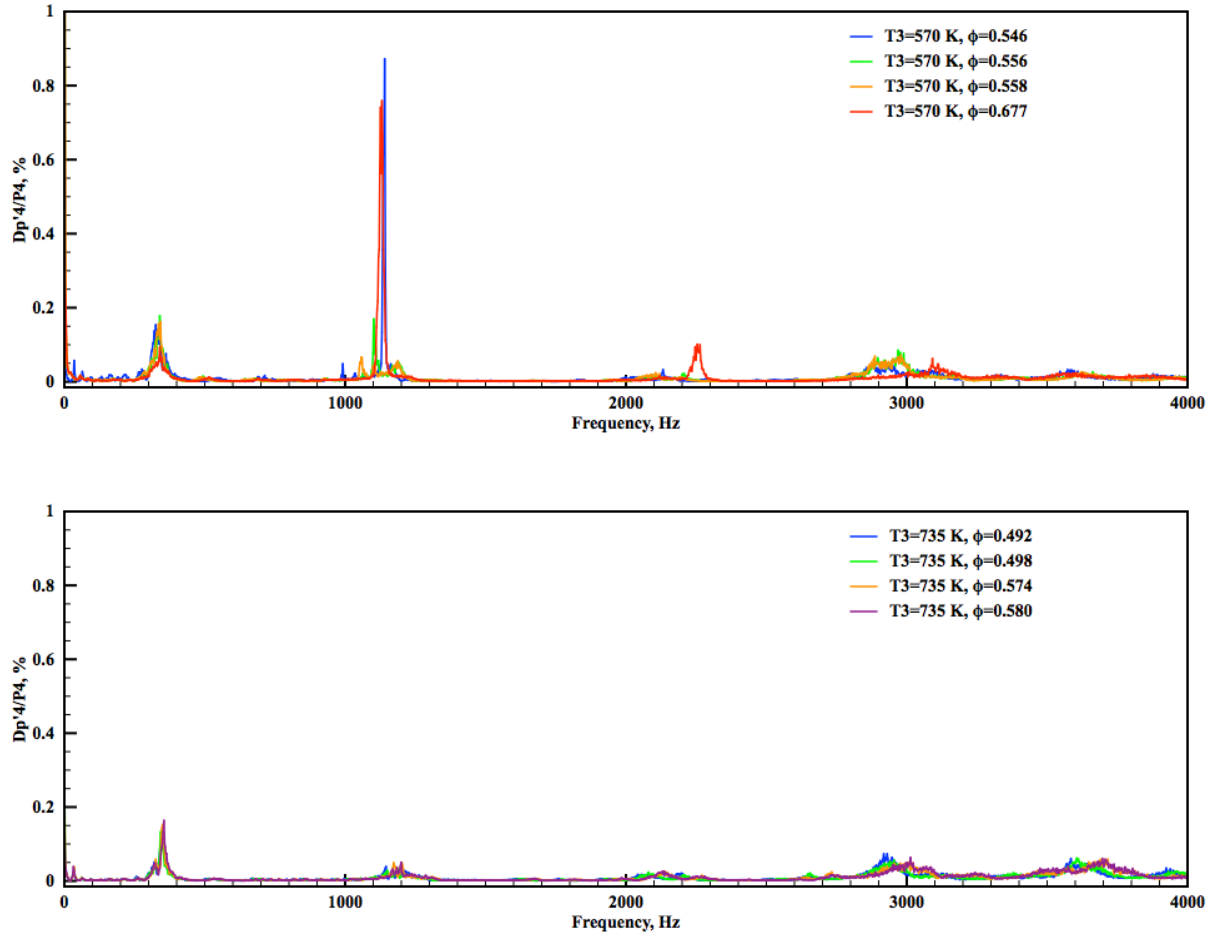 1
0.8
0.6
0.4
0.2
0
Dp'4/P4, %
T3=570 K, ϕ=0.546
T3=570 K, ϕ=0.556
T3=570 K, ϕ=0.558
T3=570 K, ϕ=0.677
0 1000 2000 3000 4000
Frequency, Hz
1
0.8
0.6
0.4
0.2
0
Dp'4/P4, %
T3=735 K, ϕ=0.492
T3=735 K, ϕ=0.498
T3=735 K, ϕ=0.574
T3=735 K, ϕ=0.580
0 1000 2000 3000 4000
Frequency, Hz